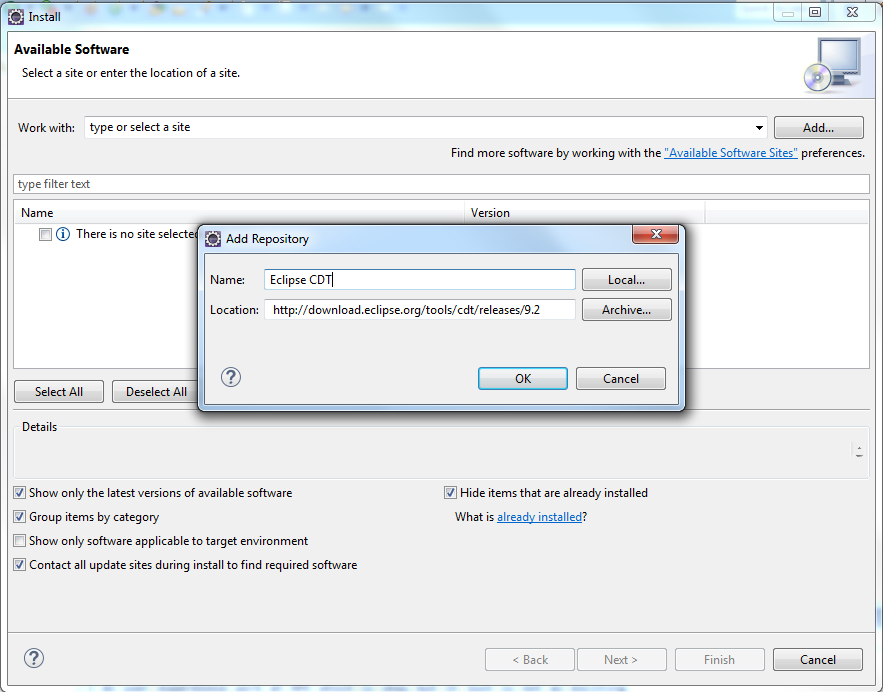 Install
Available Software
Select a site or enter the location of a site.
Work with: type or select a site Add...
Find more software by working with the "Available Software Sites" preferences.
type filter text
Name Version
There is no site selected
Add Repository
Name: Eclipse CDT Local...
Location: http://download.eclipse.org/tools/cdt/releases/9.2 Archive...
OK Cancel
Select All Deselect All
Details
Show only the latest versions of available software Hide items that are already installed
Group items by category What is already installed?
Show only software applicable to target environment
Contact all update sites during install to find required software
< Back Next > Finish Cancel